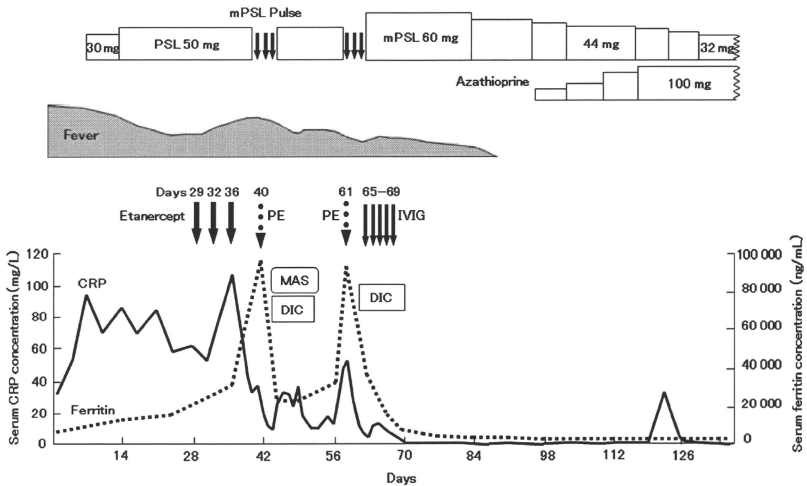 mPSL Pulse
30 mg
PSL 50 mg
mPSL 60 mg
44 mg
32 mg
Azathioprine
100 mg
Fever
Days 29 32 36 40 61 65–69
Etanercept PE PE IVIG
Serum CRP concentration (mg/L)
120
100
80
60
40
20
0
CRP
Ferritin
MAS
DIC
DIC
100 000
80 000
60 000
40 000
20 000
0
Serum ferritin concentration (ng/mL)
14 28 42 56 70 84 98 112 126
Days